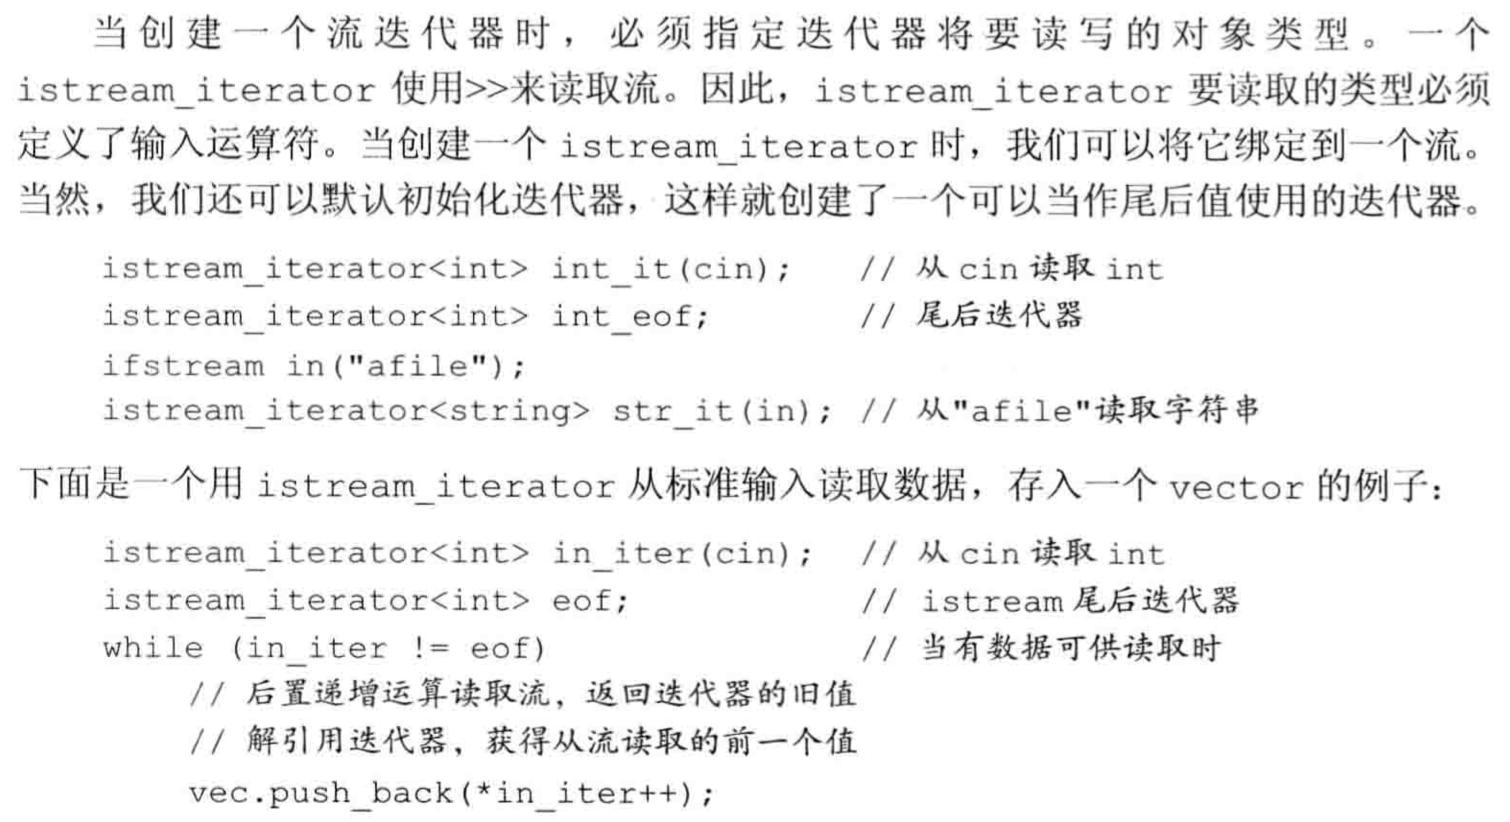 当创建一个流迭代器时，必须指定迭代器将要读写的对象类型。一个
istream_iterator 使用>>来读取流。因此，istream_iterator 要读取的类型必须
定义了输入运算符。当创建一个 istream_iterator 时，我们可以将它绑定到一个流。
当然，我们还可以默认初始化迭代器，这样就创建了一个可以当作尾后值使用的迭代器。
istream_iterator<int> int_it(cin); // 从 cin 读取 int
istream_iterator<int> int_eof; // 尾后迭代器
ifstream in("afile");
istream_iterator<string> str_it(in); // 从"afile"读取字符串
下面是一个用 istream_iterator 从标准输入读取数据，存入一个 vector 的例子：
istream_iterator<int> in_iter(cin); // 从 cin 读取 int
istream_iterator<int> eof; // istream 尾后迭代器
while (in_iter != eof) // 当有数据可供读取时
// 后置递增运算读取流，返回迭代器的旧值
// 解引用迭代器，获得从流读取的前一个值
vec.push_back(*in_iter++);